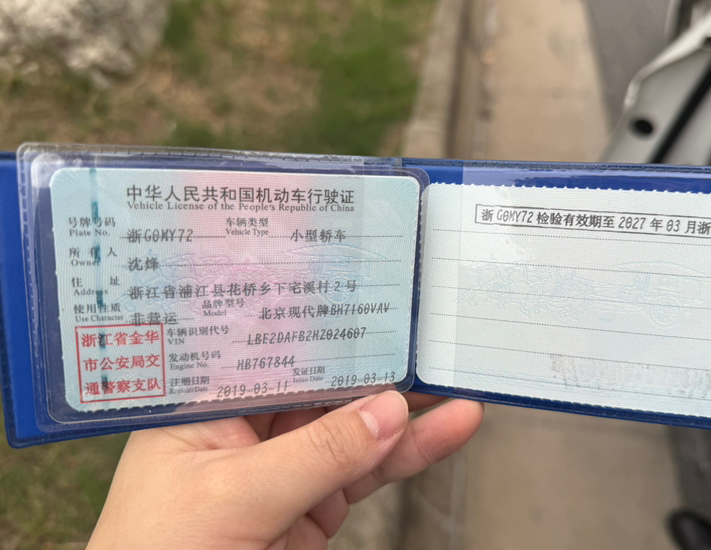 中华人民共和国机动车行驶证
Vehicle License of the People's Republic of China
号牌号码 浙G0MY72 车辆类型 小型轿车
Plate No. Vehicle Type
所有人 沈烽
Owner
住址 浙江省浦江县花桥乡下宅溪村2号
Address
使用性质 非营运 品牌型号 北京现代牌BH7160VAV
Use Character Model
浙江省金华
市公安局交
通警察支队
车辆识别代号 LBE2DAFB2HZ024607
VIN
发动机号码 HB767844
Engine No.
注册日期 2019-03-11 发证日期 2019-03-13
Register Date Issue Date
浙G0MY72检验有效期至2027年03月浙